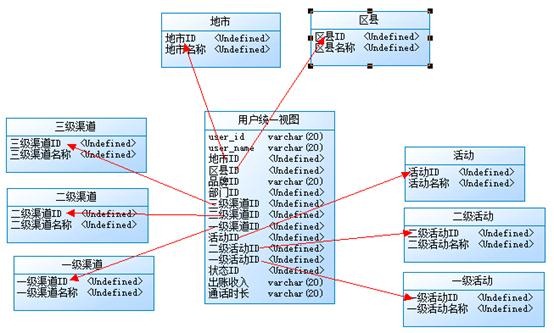 地市
地市ID <Undefined>
地市名称 <Undefined>
区县
区县ID <Undefined>
区县名称 <Undefined>
三级渠道
三级渠道ID <Undefined>
三级渠道名称 <Undefined>
二级渠道
二级渠道ID <Undefined>
二级渠道名称 <Undefined>
一级渠道
一级渠道ID <Undefined>
一级渠道名称 <Undefined>
用户统一视图
user_id varchar(20)
user_name varchar(20)
地市ID <Undefined>
区县ID <Undefined>
品牌ID varchar(20)
部门ID <Undefined>
三级渠道ID <Undefined>
二级渠道ID <Undefined>
一级渠道ID <Undefined>
活动ID <Undefined>
二级活动ID <Undefined>
一级活动ID <Undefined>
状态ID <Undefined>
出账收入 varchar(20)
通话时长 varchar(20)
活动
活动ID <Undefined>
活动名称 <Undefined>
二级活动
二级活动ID <Undefined>
二级活动名称 <Undefined>
一级活动
一级活动ID <Undefined>
一级活动名称 <Undefined>